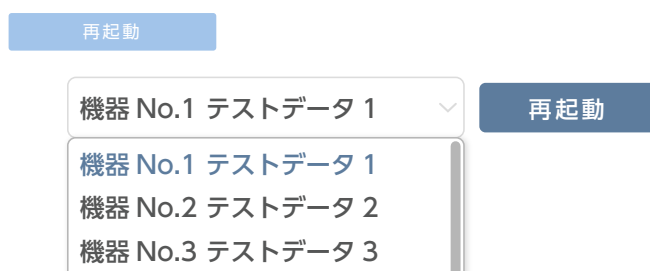 再起動
機器 No.1 テストデータ 1
再起動
機器 No.1 テストデータ 1
機器 No.2 テストデータ 2
機器 No.3 テストデータ 3